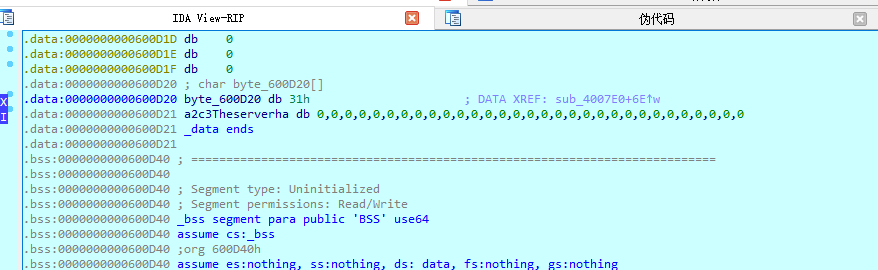 IDA View-RIP
伪代码
.data:0000000000600D1D db    0
.data:0000000000600D1E db    0
.data:0000000000600D1F db    0
.data:0000000000600D20 ; char byte_600D20[]
.data:0000000000600D20 byte_600D20 db 31h                    ; DATA XREF: sub_4007E0+6E↑w
.data:0000000000600D21 a2c3Theserverha db 0,0,0,0,0,0,0,0,0,0,0,0,0,0,0,0,0,0,0,0,0,0,0,0,0,0,0,0,0,0,0
.data:0000000000600D21 _data ends
.data:0000000000600D21
.bss:0000000000600D40 ; ===========================================================================
.bss:0000000000600D40
.bss:0000000000600D40 ; Segment type: Uninitialized
.bss:0000000000600D40 ; Segment permissions: Read/Write
.bss:0000000000600D40 _bss segment para public 'BSS' use64
.bss:0000000000600D40 assume cs:_bss
.bss:0000000000600D40 ;org 600D40h
.bss:0000000000600D40 assume es:nothing, ss:nothing, ds:_data, fs:nothing, gs:nothing
X
I